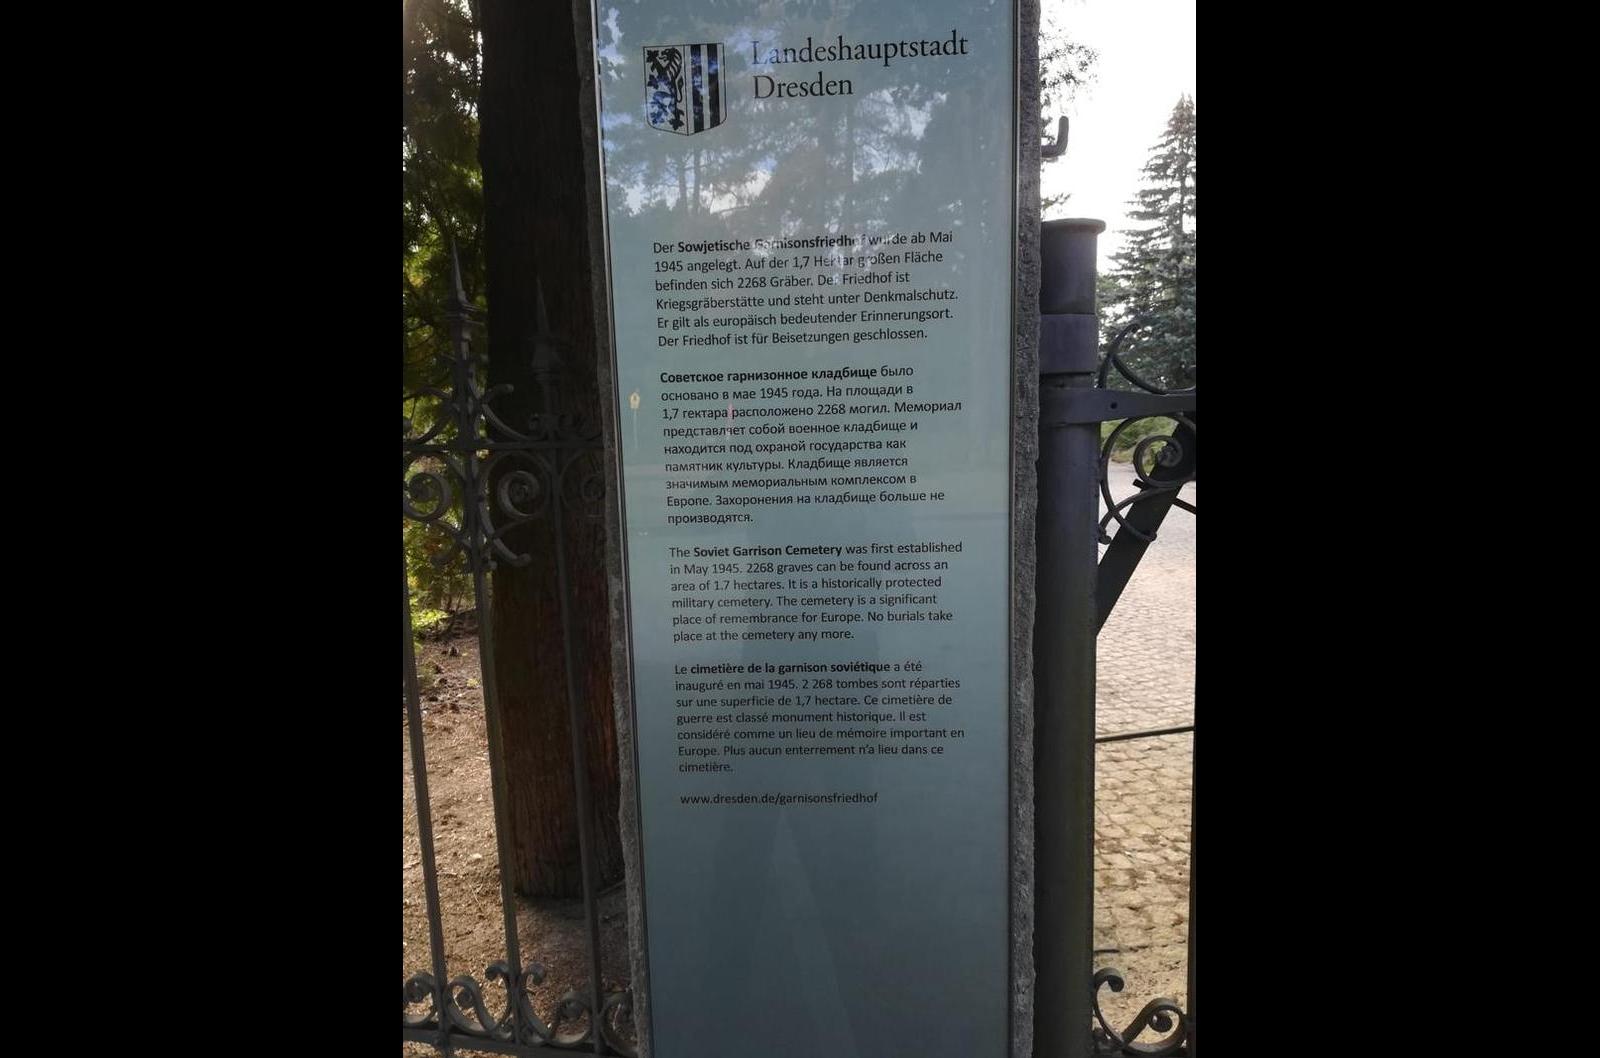 Landeshauptstadt
Dresden
Der Sowjetische Garnisonsfriedhof wurde ab Mai
1945 angelegt. Auf der 1,7 Hektar großen Fläche
befinden sich 2268 Gräber. Der Friedhof ist
Kriegsgräberstätte und steht unter Denkmalschutz.
Er gilt als europäisch bedeutender Erinnerungsort.
Der Friedhof ist für Beisetzungen geschlossen.
Советское гарнизонное кладбище было
основано в мае 1945 года. На площади в
1,7 гектара расположено 2268 могил. Мемориал
представляет собой военное кладбище и
находится под охраной государства как
памятник культуры. Кладбище является
значимым мемориальным комплексом в
Европе. Захоронения на кладбище больше не
производятся.
The Soviet Garrison Cemetery was first established
in May 1945. 2268 graves can be found across an
area of 1.7 hectares. It is a historically protected
military cemetery. The cemetery is a significant
place of remembrance for Europe. No burials take
place at the cemetery any more.
Le cimetière de la garnison soviétique a été
inauguré en mai 1945. 2 268 tombes sont réparties
sur une superficie de 1,7 hectare. Ce cimetière de
guerre est classé monument historique. Il est
considéré comme un lieu de mémoire important en
Europe. Plus aucun enterrement n'a lieu dans ce
cimetière.
www.dresden.de/garnisonsfriedhof